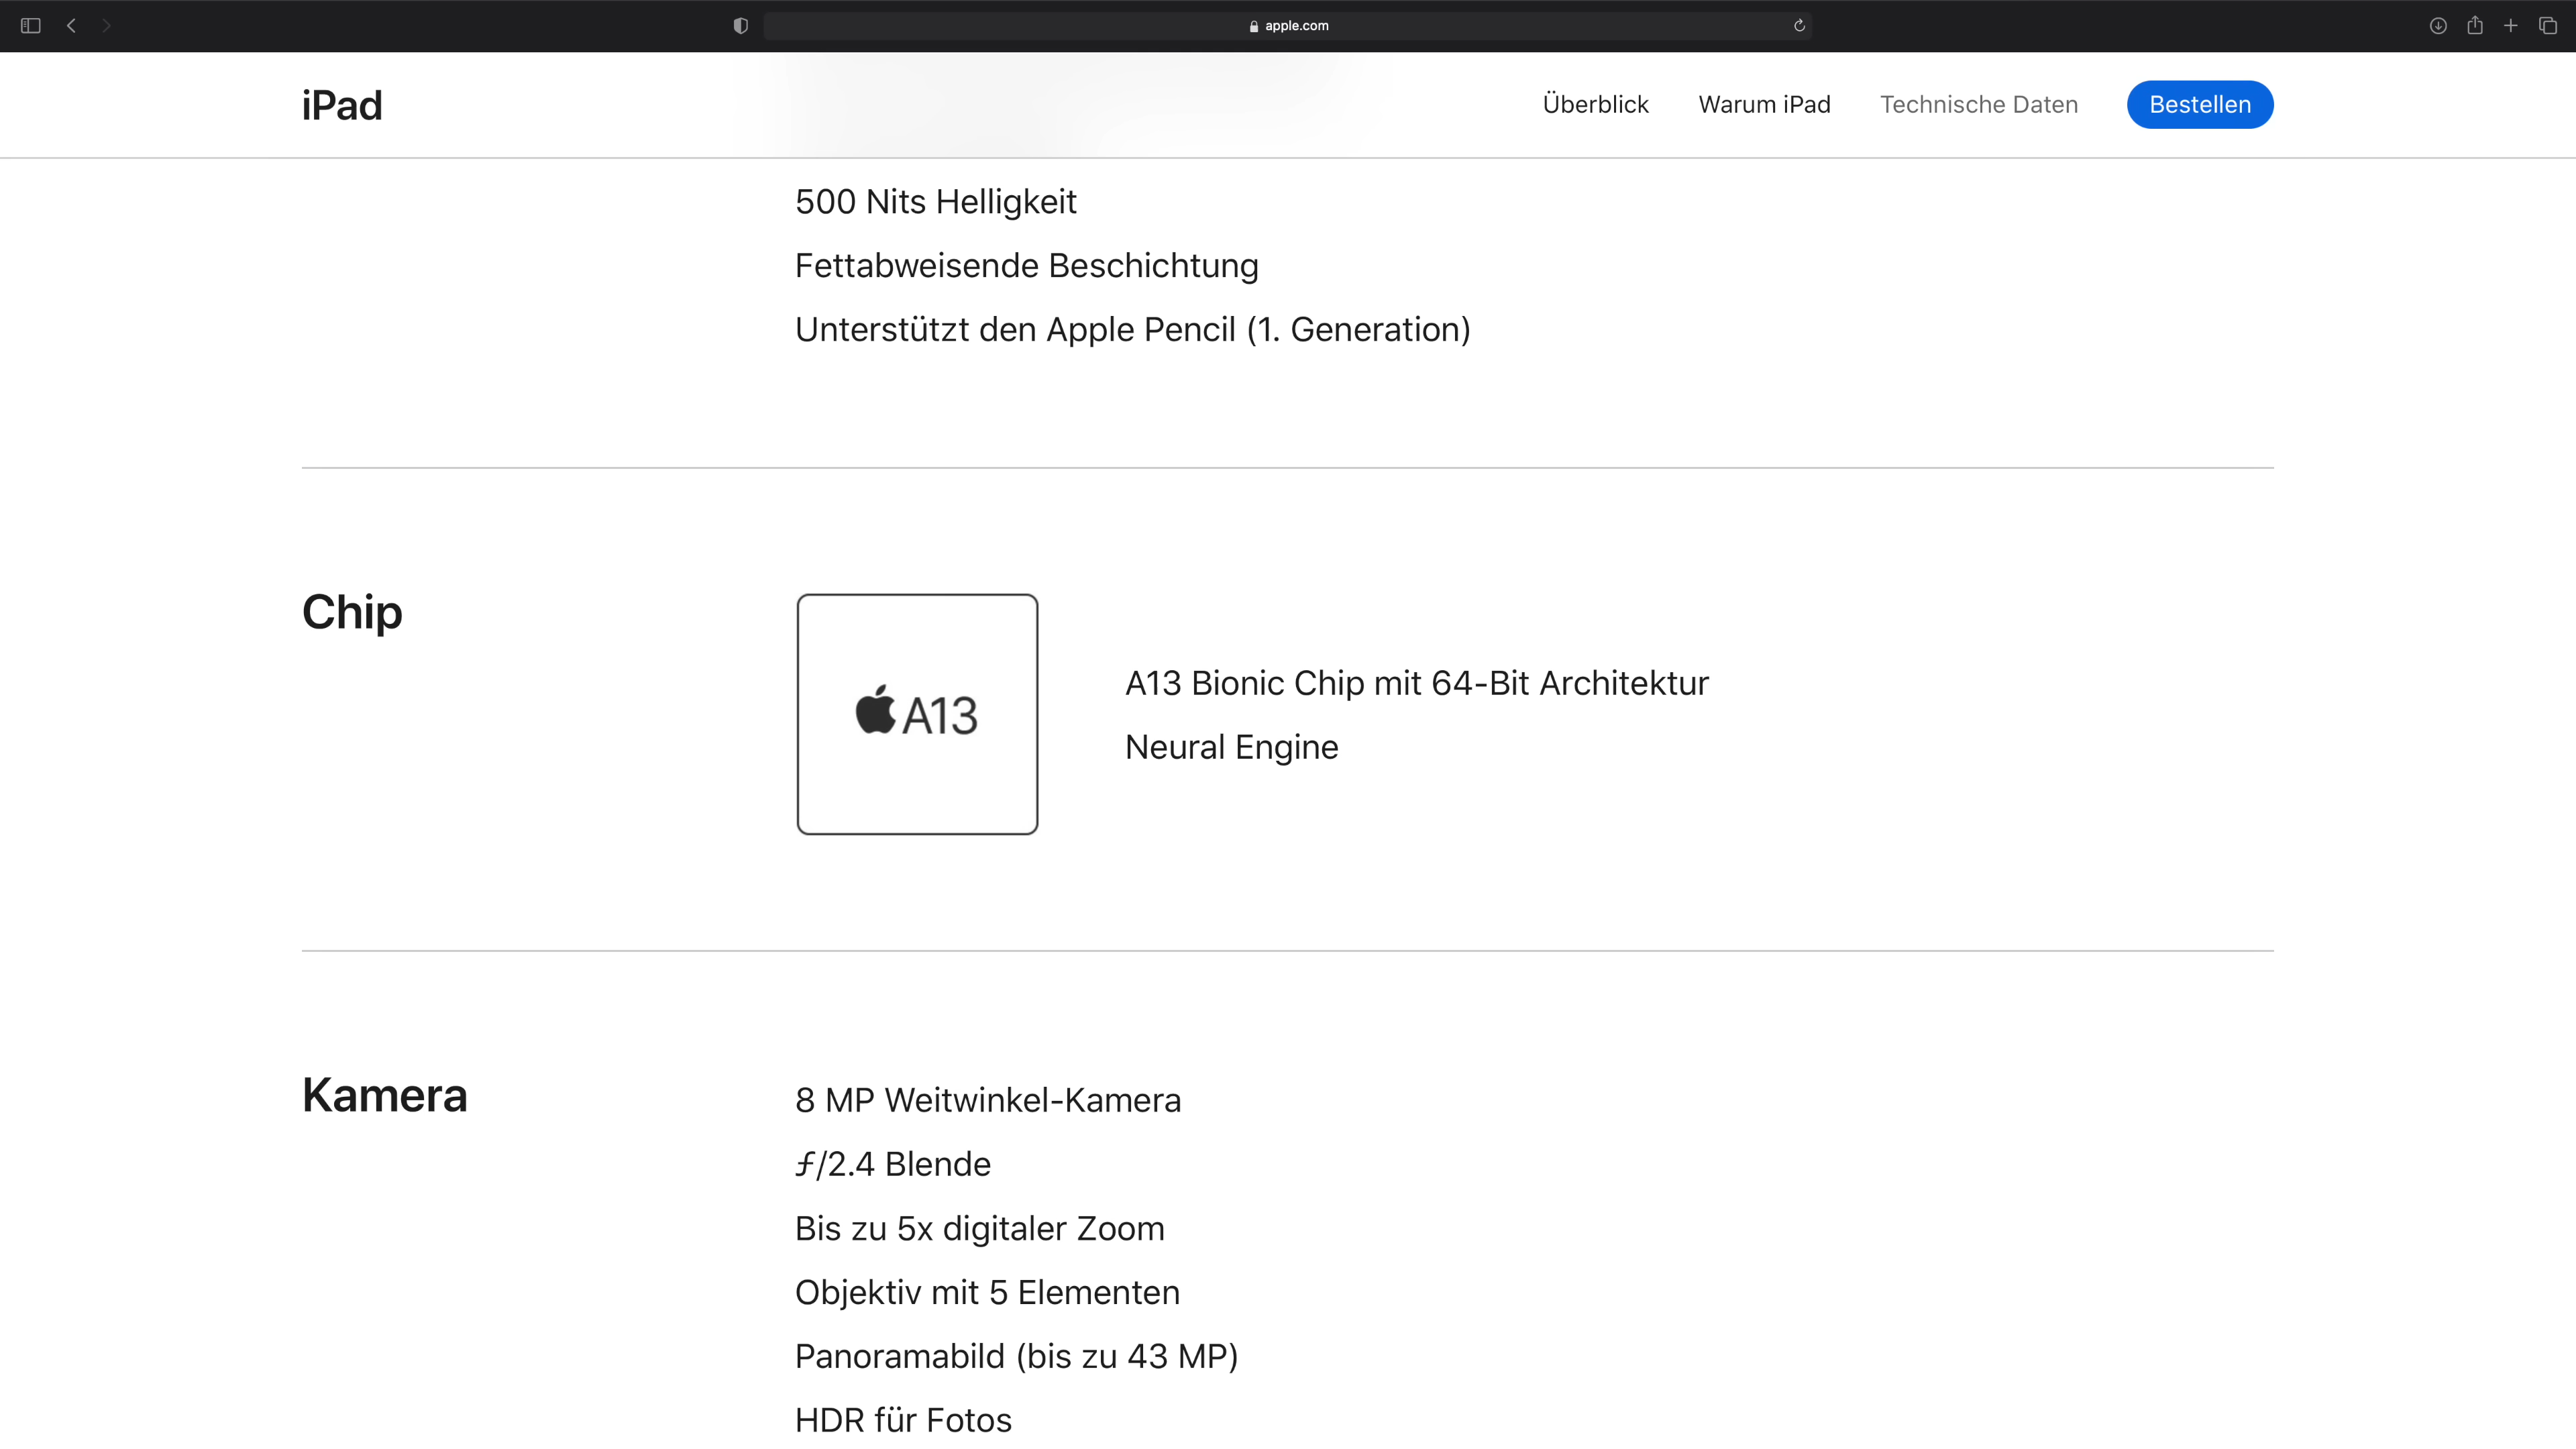 apple.com
iPad
Überblick
Warum iPad
Technische Daten
Bestellen
500 Nits Helligkeit
Fettabweisende Beschichtung
Unterstützt den Apple Pencil (1. Generation)
Chip
A13
A13 Bionic Chip mit 64-Bit Architektur
Neural Engine
Kamera
8 MP Weitwinkel-Kamera
ƒ/2.4 Blende
Bis zu 5x digitaler Zoom
Objektiv mit 5 Elementen
Panoramabild (bis zu 43 MP)
HDR für Fotos